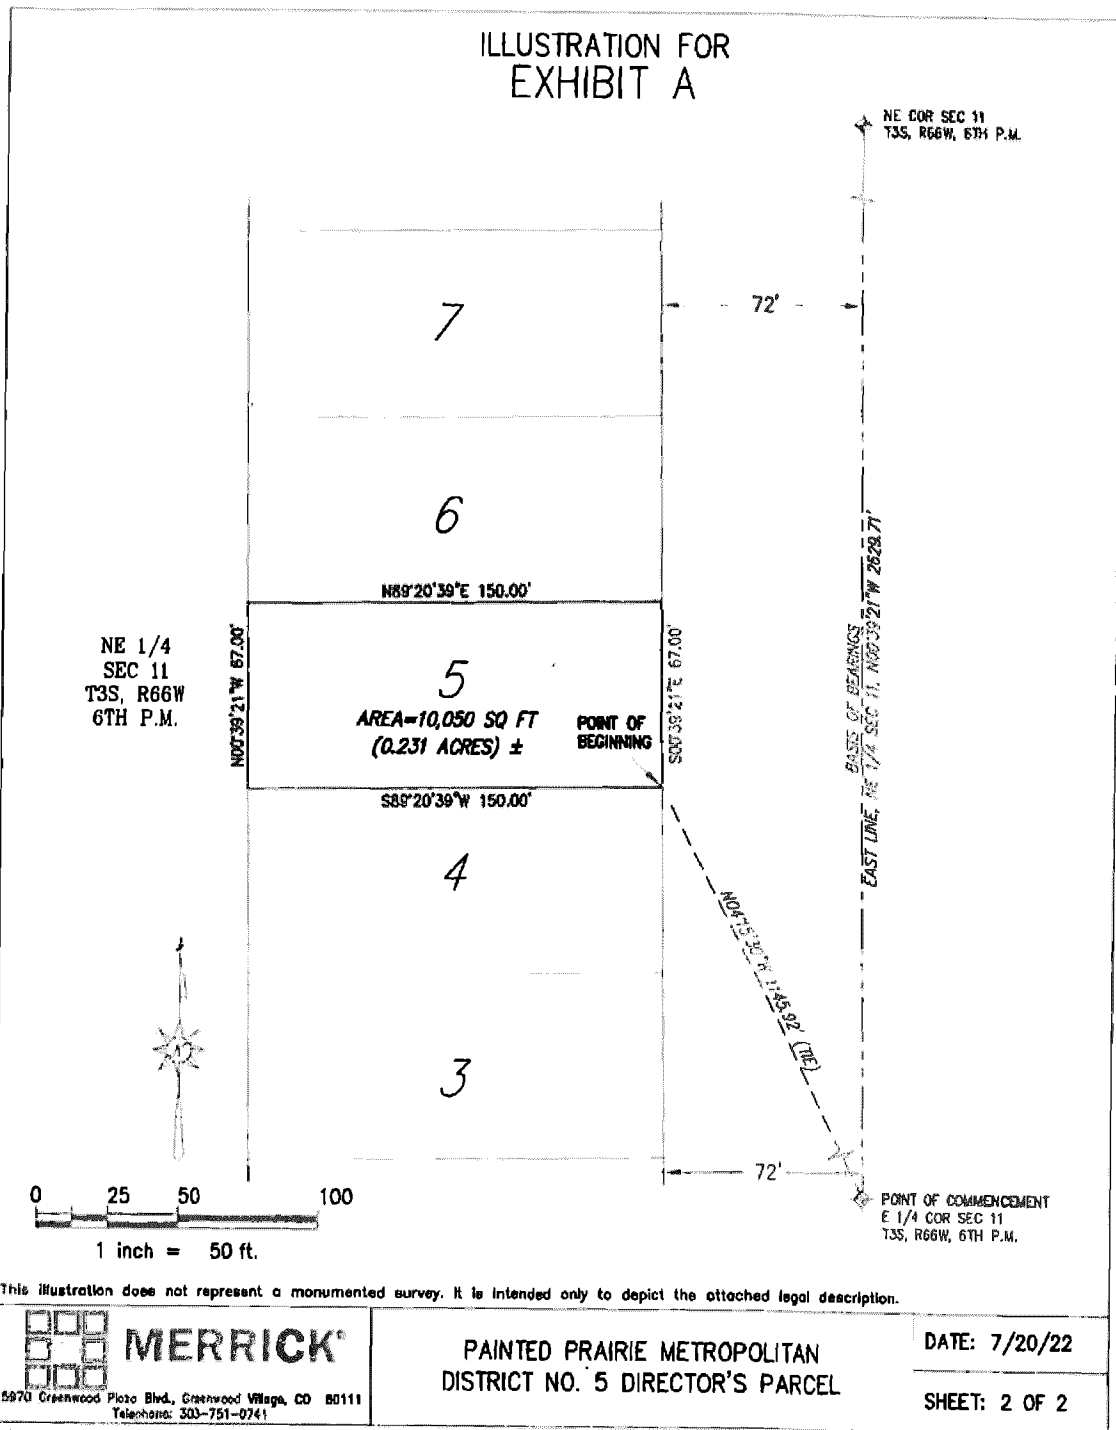 ILLUSTRATION FOR
EXHIBIT A
NE COR SEC 11
T3S, R66W, 6TH P.M.
7
72'
6
N89°20'39"E 150.00'
NE 1/4
SEC 11
T3S, R66W
6TH P.M.
N00°39'21"W 67.00'
5
AREA=10,050 SQ FT
(0.231 ACRES) ±
POINT OF
BEGINNING
S00°39'21"E 67.00'
BASIS OF BEARINGS
EAST LINE, NE 1/4 SEC 11, N00°39'21"W 2629.71'
S89°20'39"W 150.00'
4
N04°15'30"W 1145.92' (TIE)
3
72'
POINT OF COMMENCEMENT
E 1/4 COR SEC 11
T3S, R66W, 6TH P.M.
0 25 50 100
1 inch = 50 ft.
This illustration does not represent a monumented survey. It is intended only to depict the attached legal description.
MERRICK®
5970 Greenwood Plaza Blvd., Greenwood Village, CO 80111
Telephone: 303-751-0741
PAINTED PRAIRIE METROPOLITAN
DISTRICT NO. 5 DIRECTOR'S PARCEL
DATE: 7/20/22
SHEET: 2 OF 2